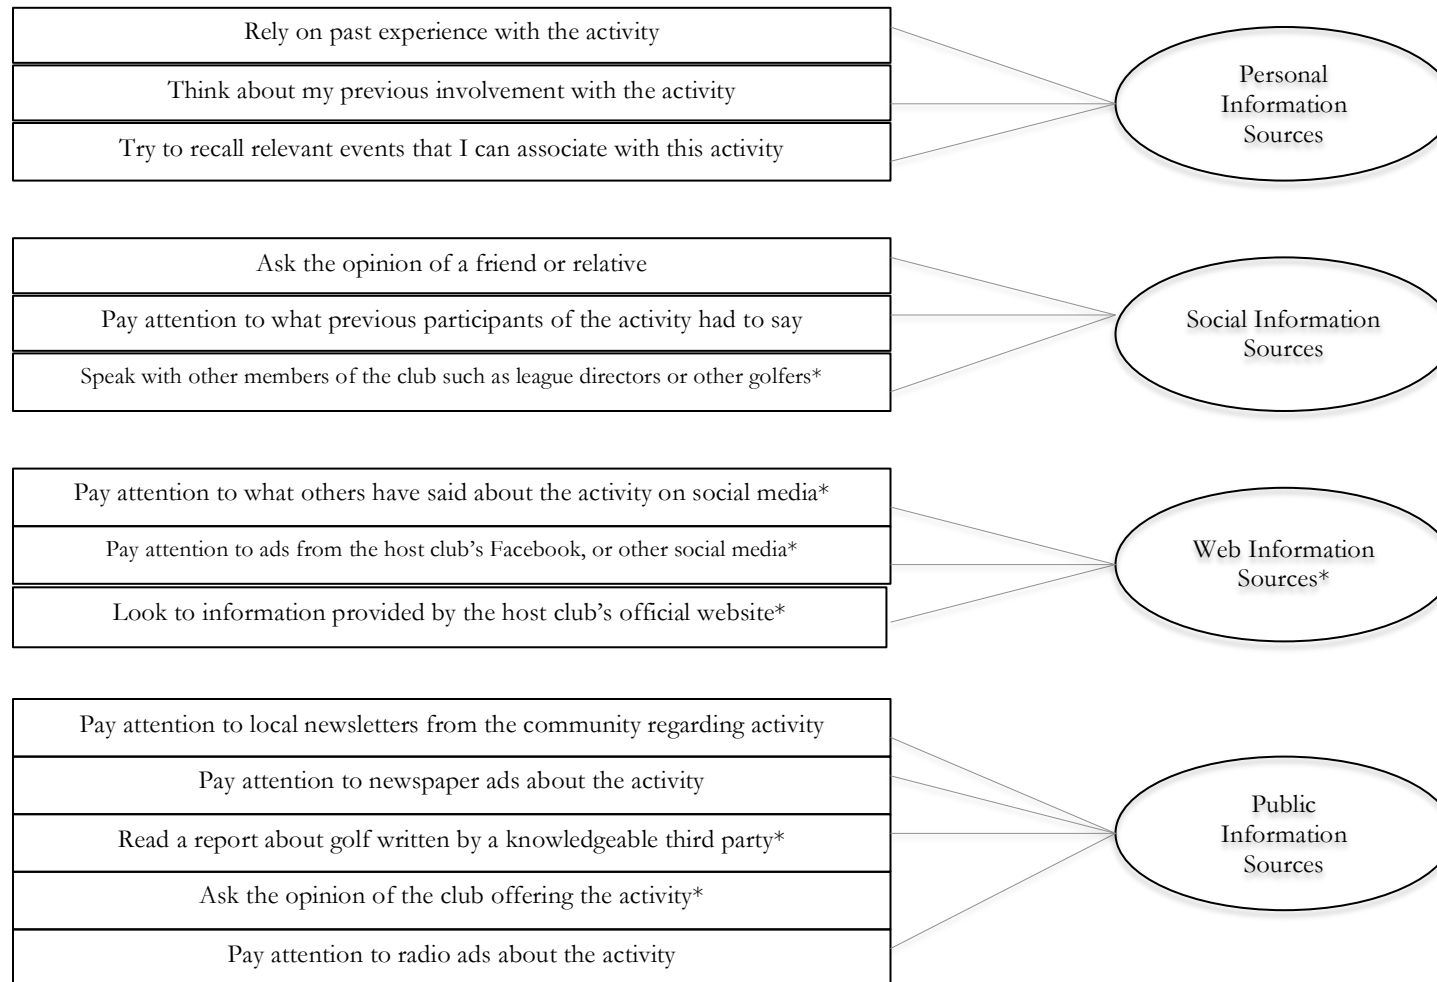 Rely on past experience with the activity
Think about my previous involvement with the activity
Try to recall relevant events that I can associate with this activity
Personal
Information
Sources
Ask the opinion of a friend or relative
Pay attention to what previous participants of the activity had to say
Speak with other members of the club such as league directors or other golfers*
Social Information
Sources
Pay attention to what others have said about the activity on social media*
Pay attention to ads from the host club’s Facebook, or other social media*
Look to information provided by the host club’s official website*
Web Information
Sources*
Pay attention to local newsletters from the community regarding activity
Pay attention to newspaper ads about the activity
Read a report about golf written by a knowledgeable third party*
Ask the opinion of the club offering the activity*
Pay attention to radio ads about the activity
Public
Information
Sources